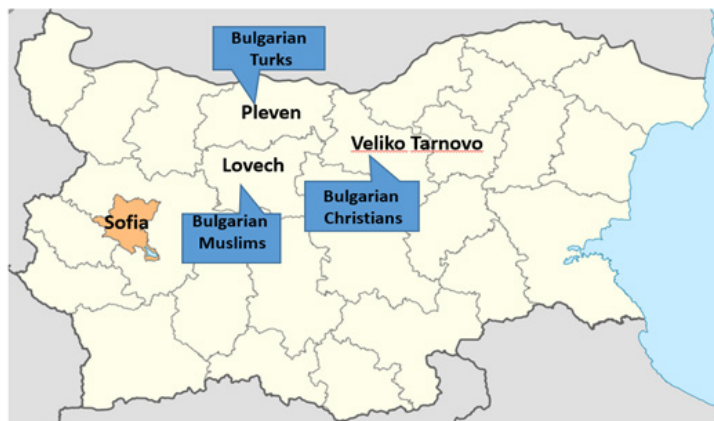 Bulgarian
Turks
Pleven
Veliko Tarnovo
Lovech
Bulgarian
Christians
Sofia
Bulgarian
Muslims